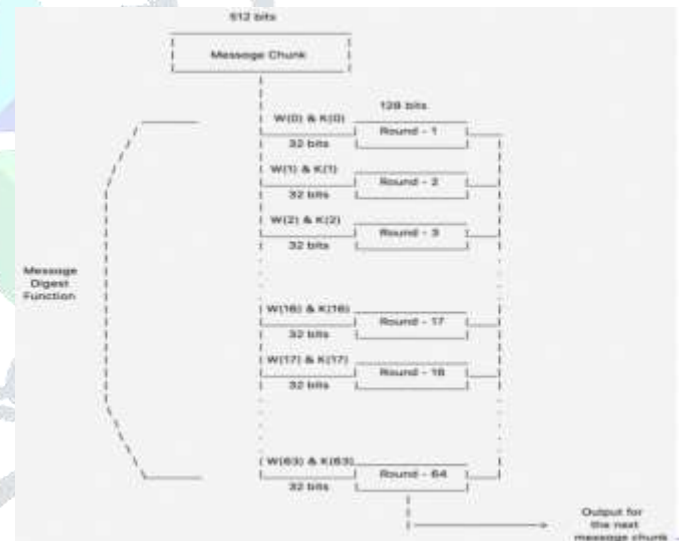 512 bits
Message Chunk
128 bits
W(0) & K(0)
Round - 1
32 bits
W(1) & K(1)
Round - 2
32 bits
W(2) & K(2)
Round - 3
32 bits
Message
Digest
Function
W(16) & K(16)
Round - 17
32 bits
W(17) & K(17)
Round - 18
32 bits
W(63) & K(63)
Round - 64
32 bits
Output for
the next
message chunk